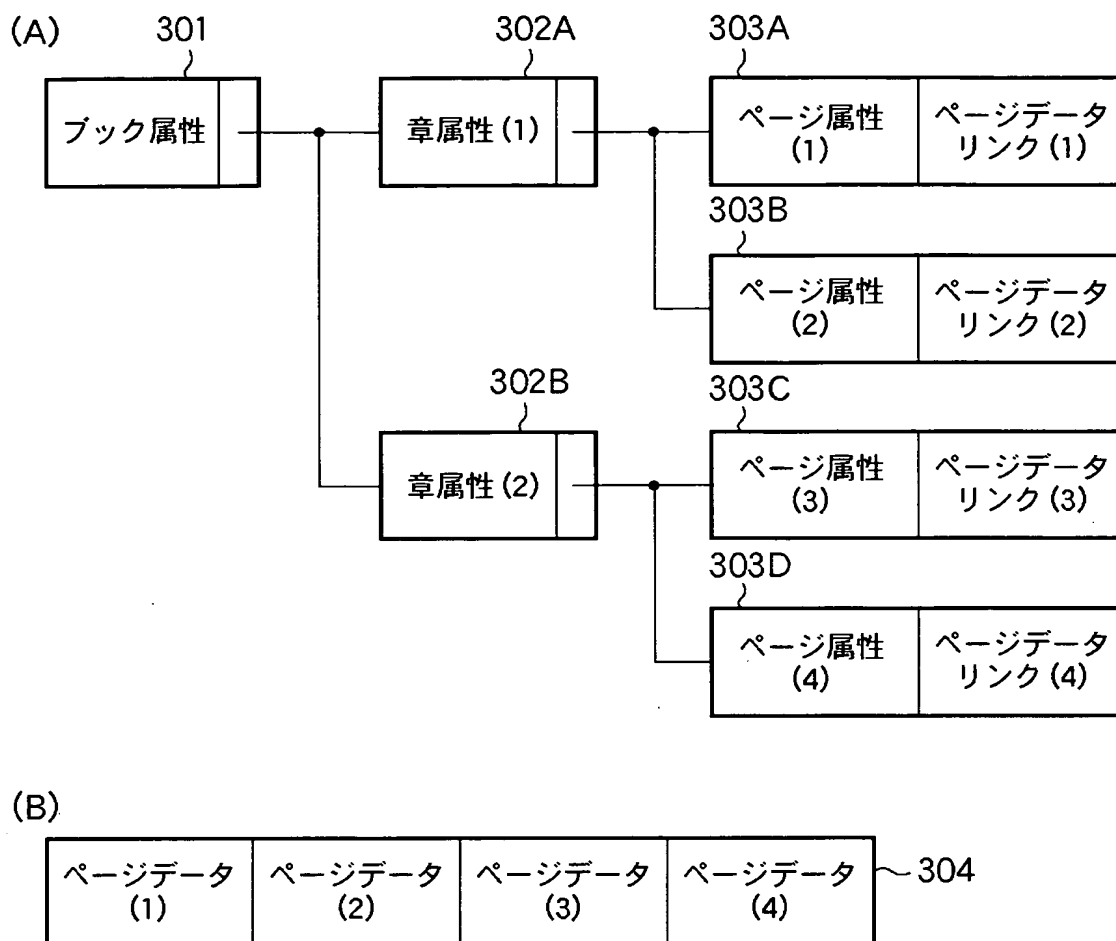 (A)
301
302A
303A
ブック属性
章属性(1)
ページ属性
(1)
ページデータ
リンク(1)
303B
ページ属性
(2)
ページデータ
リンク(2)
302B
303C
章属性(2)
ページ属性
(3)
ページデータ
リンク(3)
303D
ページ属性
(4)
ページデータ
リンク(4)
(B)
ページデータ
(1)
ページデータ
(2)
ページデータ
(3)
ページデータ
(4)
304